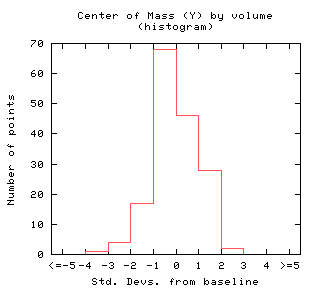 Center of Mass (Y) by volume
(histogram)
70
60
50
40
30
20
10
0
Number of points
<=-5 -4 -3 -2 -1 0 1 2 3 4 >=5
Std. Devs. from baseline